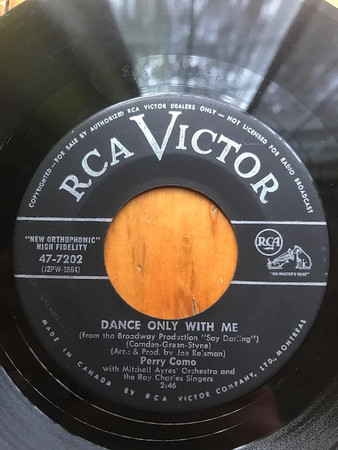 COPYRIGHTED—FOR SALE BY AUTHORIZED RCA VICTOR DEALERS ONLY — NOT LICENSED FOR RADIO BROADCAST
RCA VICTOR
"NEW ORTHOPHONIC"
HIGH FIDELITY
47-7202
(J2PW-1864)
RCA
"HIS MASTER'S VOICE"
DANCE ONLY WITH ME
(from the Broadway Production "Say Darling")
(Comden-Green-Styne)
(Arr: & Prod. by Joe Reisman)
Perry Como
with Mitchell Ayres' Orchestra and
the Ray Charles Singers
2:46
MADE IN CANADA BY RCA VICTOR COMPANY, LTD., MONTREAL